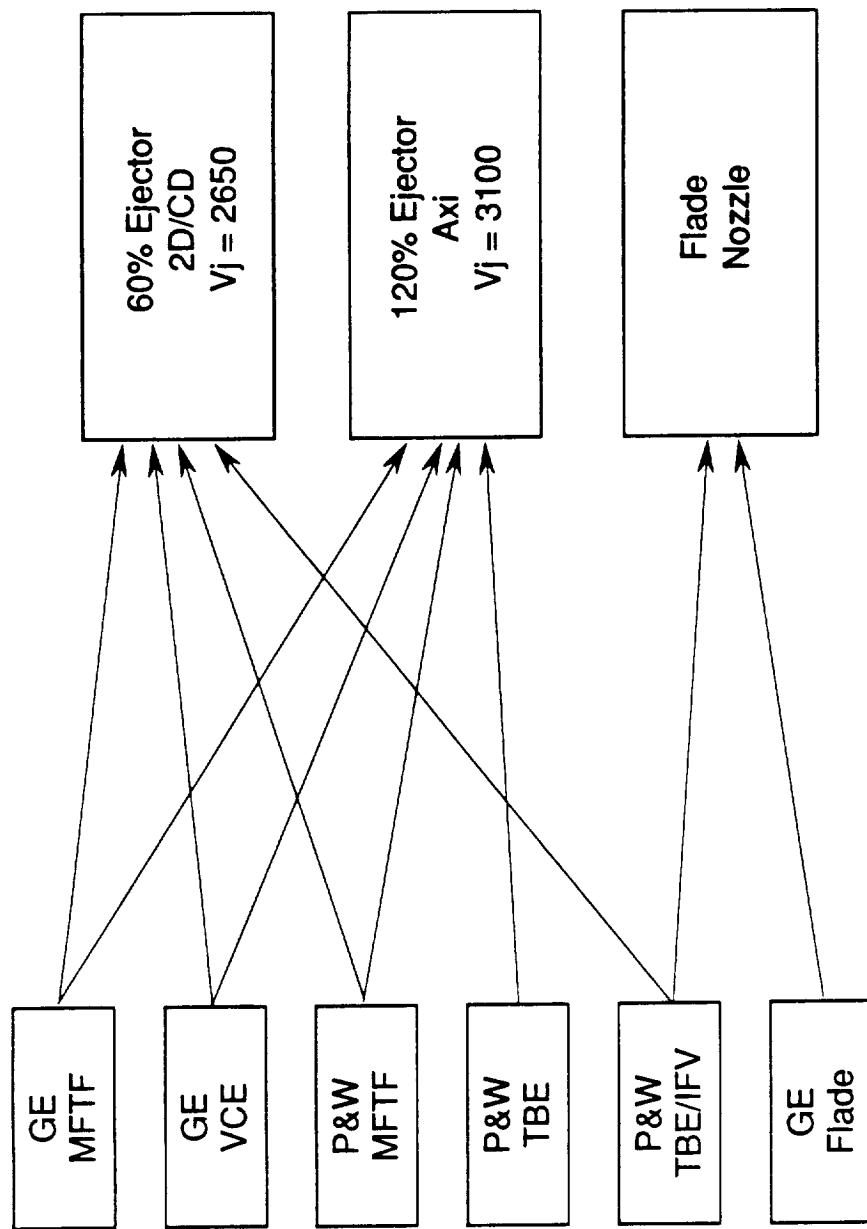 GE
MFTF
GE
VCE
P&W
MFTF
P&W
TBE
P&W
TBE/IFV
GE
Flade
60% Ejector
2D/CD
Vj = 2650
120% Ejector
Axi
Vj = 3100
Flade
Nozzle